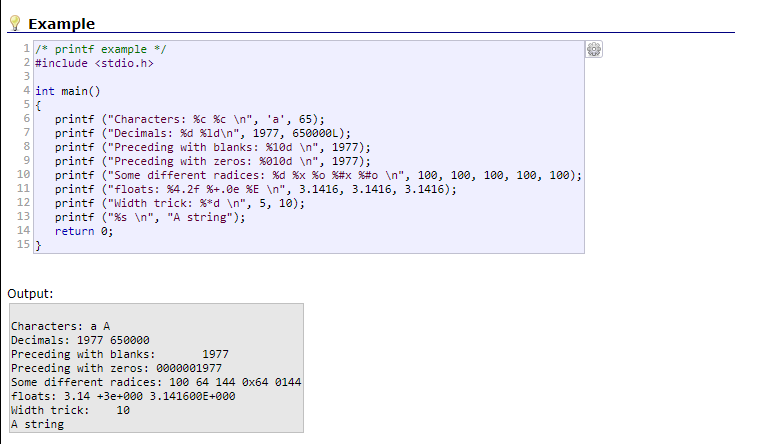 Example
1 /* printf example */
2 #include <stdio.h>
3
4 int main()
5 {
6    printf ("Characters: %c %c \n", 'a', 65);
7    printf ("Decimals: %d %ld\n", 1977, 650000L);
8    printf ("Preceding with blanks: %10d \n", 1977);
9    printf ("Preceding with zeros: %010d \n", 1977);
10    printf ("Some different radices: %d %x %o %#x %#o \n", 100, 100, 100, 100, 100);
11    printf ("floats: %4.2f %+.0e %E \n", 3.1416, 3.1416, 3.1416);
12    printf ("Width trick: %*d \n", 5, 10);
13    printf ("%s \n", "A string");
14    return 0;
15 }
Output:
Characters: a A
Decimals: 1977 650000
Preceding with blanks:       1977
Preceding with zeros: 0000001977
Some different radices: 100 64 144 0x64 0144
floats: 3.14 +3e+000 3.141600E+000
Width trick:    10
A string